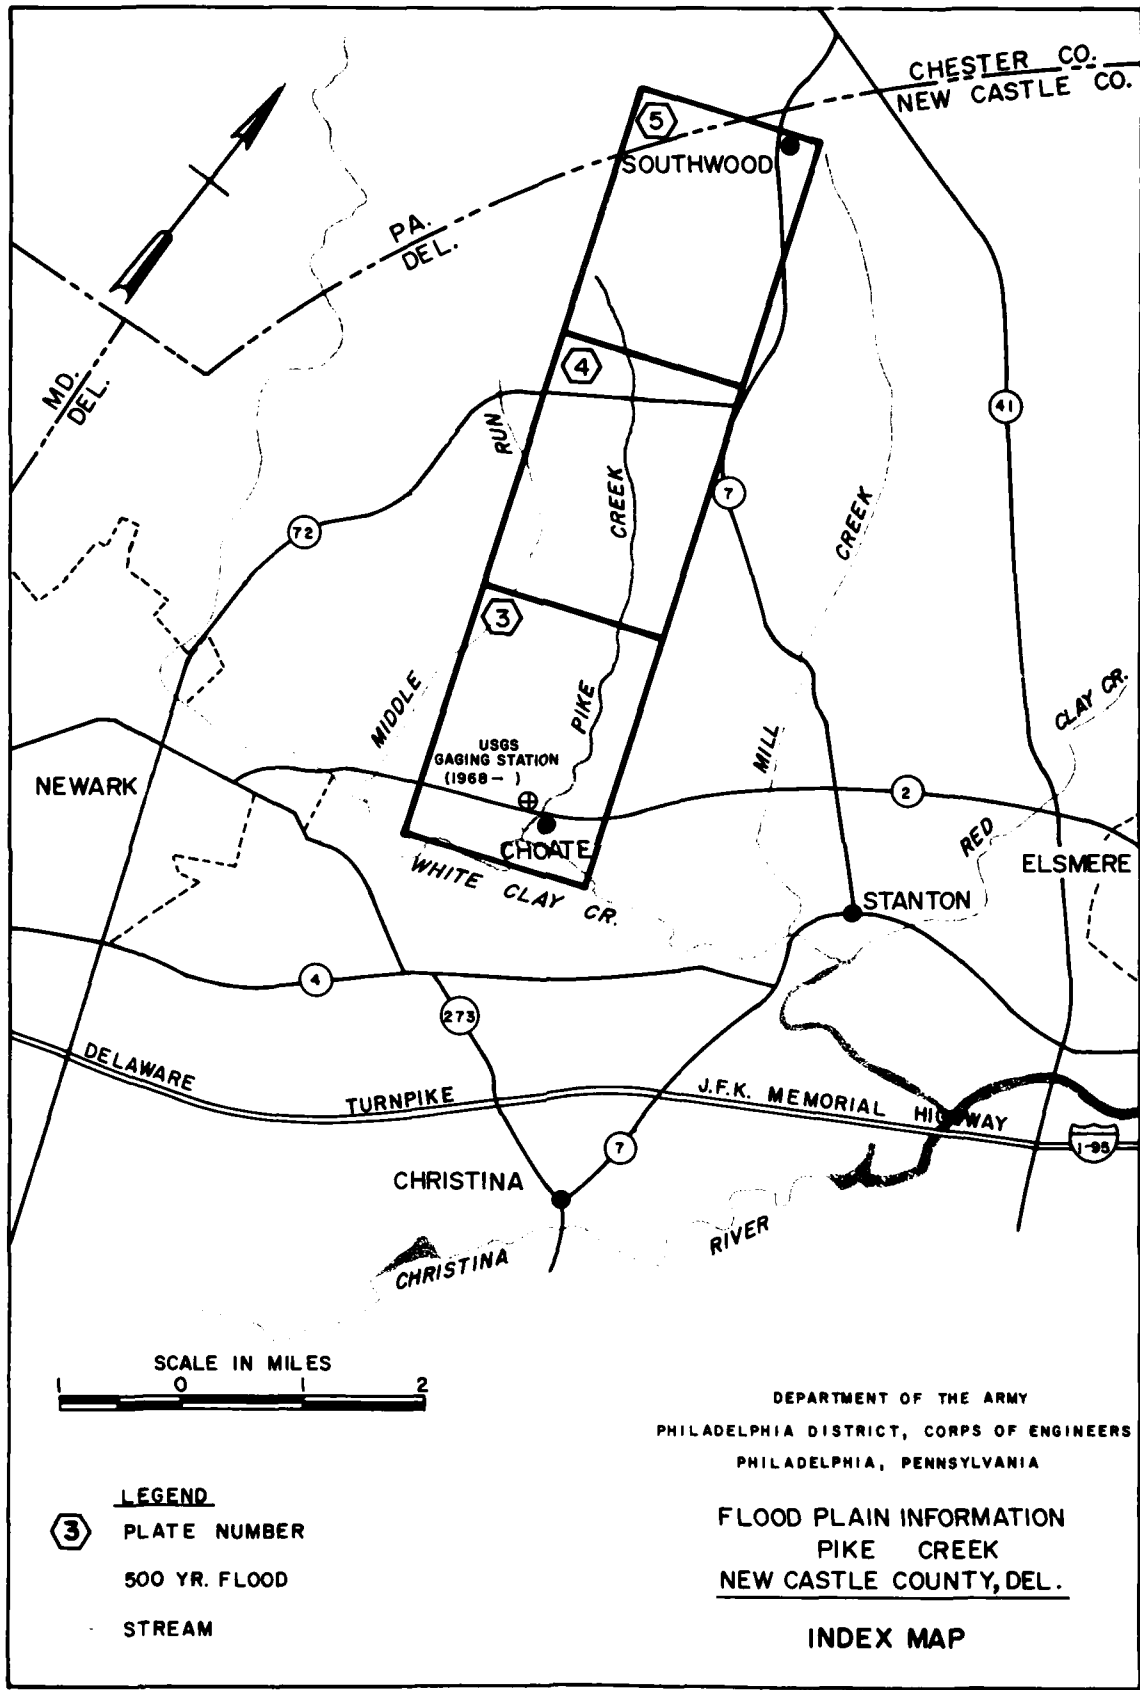 CHESTER CO.
NEW CASTLE CO.
5
SOUTHWOOD
PA.
DEL.
MD.
DEL.
4
RUN
CREEK
41
7
CREEK
72
3
MIDDLE
PIKE
CLAY CR.
USGS
GAGING STATION
(1968 - )
MILL
NEWARK
2
RED
CHOATE
ELSMERE
WHITE CLAY CR.
STANTON
4
273
DELAWARE
TURNPIKE
J.F.K. MEMORIAL HIGHWAY
I-95
7
CHRISTINA
CHRISTINA
RIVER
SCALE IN MILES
1 0 1 2
DEPARTMENT OF THE ARMY
PHILADELPHIA DISTRICT, CORPS OF ENGINEERS
PHILADELPHIA, PENNSYLVANIA
LEGEND
3 PLATE NUMBER
500 YR. FLOOD
STREAM
FLOOD PLAIN INFORMATION
PIKE CREEK
NEW CASTLE COUNTY, DEL.
INDEX MAP